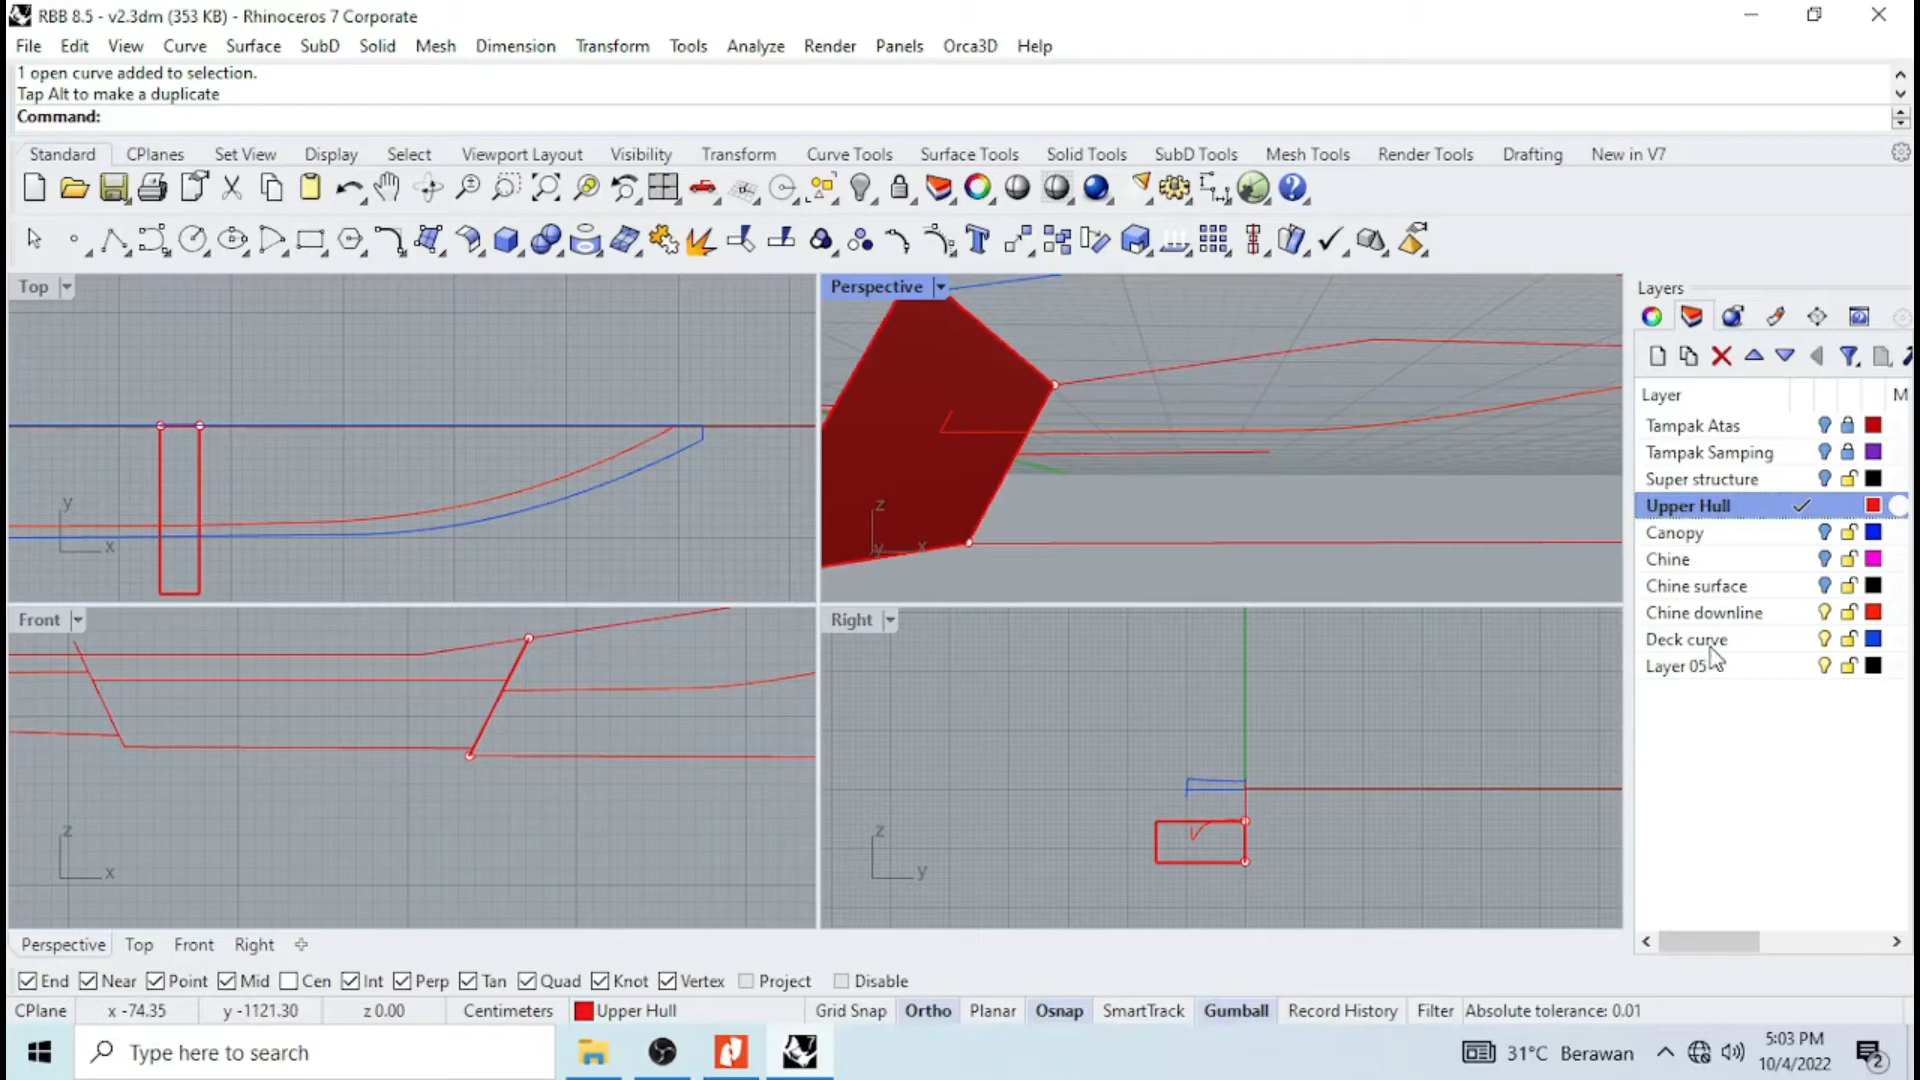 RBB 8.5 - v2.3dm (353 KB) - Rhinoceros 7 Corporate
File Edit View Curve Surface SubD Solid Mesh Dimension Transform Tools Analyze Render Panels Orca3D Help
1 open curve added to selection.
Tap Alt to make a duplicate
Command:
Standard CPlanes Set View Display Select Viewport Layout Visibility Transform Curve Tools Surface Tools Solid Tools SubD Tools Mesh Tools Render Tools Drafting New in V7
Top
Perspective
Layers
Layer M
Tampak Atas
Tampak Samping
Super structure
Upper Hull
Canopy
Chine
Chine surface
Chine downline
Deck curve
Layer 05
y
x
z
y x
Front
Right
z
x
z
y
Perspective Top Front Right
End Near Point Mid Cen Int Perp Tan Quad Knot Vertex Project Disable
CPlane x -74.35 y -1121.30 z 0.00 Centimeters Upper Hull Grid Snap Ortho Planar Osnap SmartTrack Gumball Record History Filter Absolute tolerance: 0.01
Type here to search
31°C Berawan
5:03 PM
10/4/2022
2